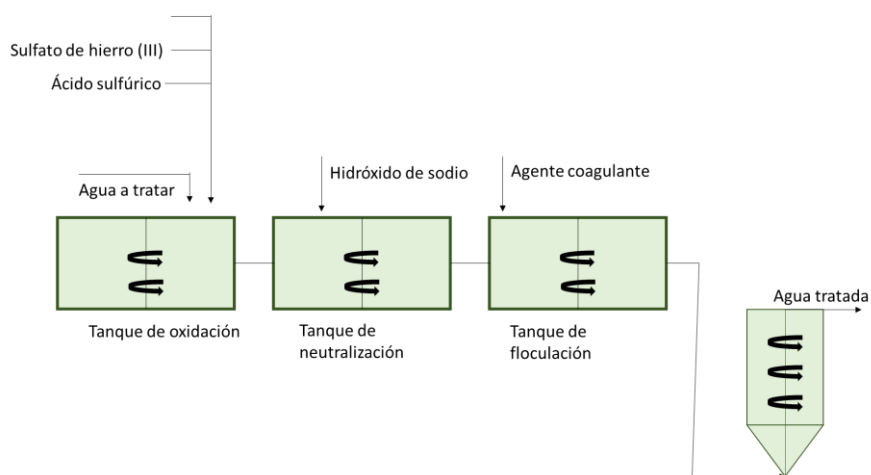 Sulfato de hierro (III)
Ácido sulfúrico
Agua a tratar
Hidróxido de sodio
Agente coagulante
Tanque de oxidación
Tanque de
neutralización
Tanque de
floculación
Agua tratada